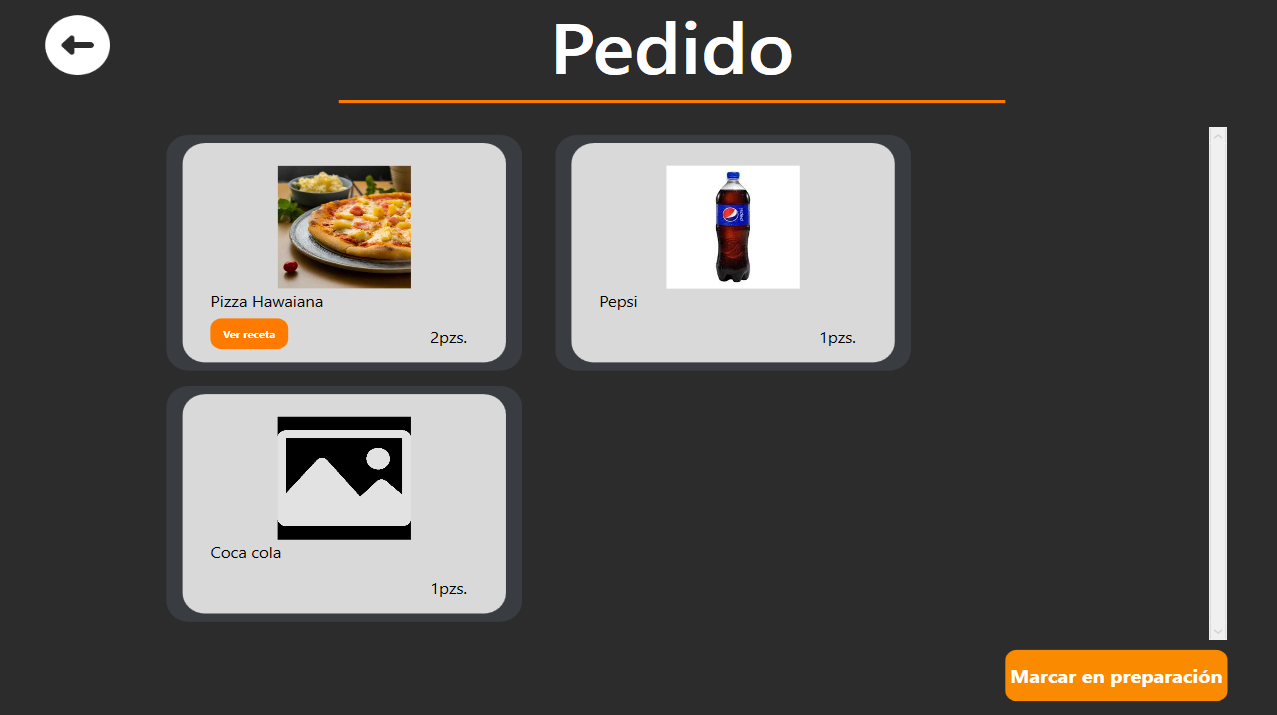 Pedido
Pizza Hawaiana
Ver receta
2pzs.
Pepsi
1pzs.
Coca cola
1pzs.
Marcar en preparación